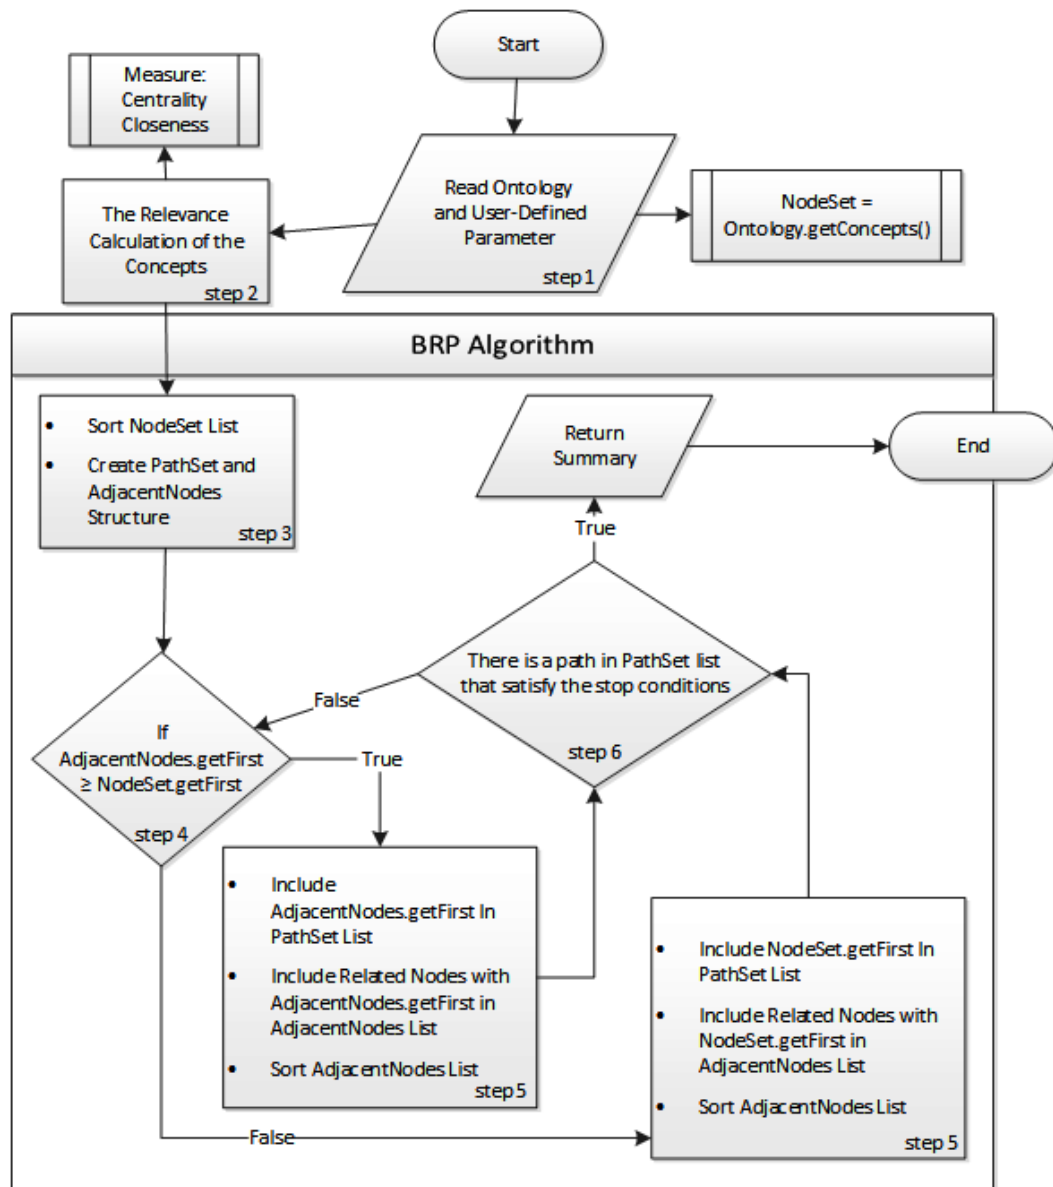 Start
Measure:
Centrality
Closeness
Read Ontology
and User-Defined
Parameter
step 1
NodeSet =
Ontology.getConcepts()
The Relevance
Calculation of the
Concepts
step 2
BRP Algorithm
• Sort NodeSet List
• Create PathSet and
AdjacentNodes
Structure
step 3
Return
Summary
End
True
There is a path in PathSet list
that satisfy the stop conditions
step 6
False
If
AdjacentNodes.getFirst
≥ NodeSet.getFirst
step 4
True
• Include
AdjacentNodes.getFirst In
PathSet List
• Include Related Nodes with
AdjacentNodes.getFirst in
AdjacentNodes List
• Sort AdjacentNodes List
step 5
• Include NodeSet.getFirst In
PathSet List
• Include Related Nodes with
NodeSet.getFirst in
AdjacentNodes List
• Sort AdjacentNodes List
step 5
False